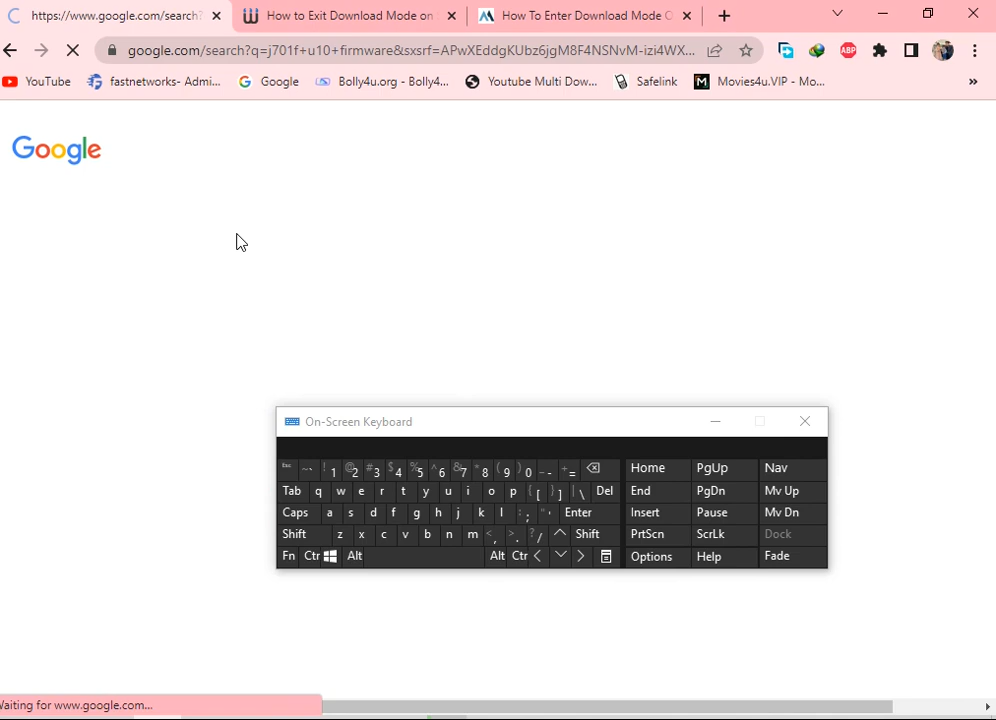 https://www.google.com/search?
How to Exit Download Mode on
How To Enter Download Mode O
google.com/search?q=j701f+u10+firmware&sxsrf=APwXEddgKUbz6jgM8F4NSNvM-izi4WX...
ABP
YouTube
fastnetworks- Admi...
Google
Bolly4u.org - Bolly4...
Youtube Multi Dow...
Safelink
M
Movies4u.VIP - Mo...
»
Google
On-Screen Keyboard
Esc ~ ` ! 1 @ 2 # 3 $ 4 % 5 ^ 6 & 7 * 8 ( 9 ) 0 _ - + = Home PgUp Nav
Tab q w e r t y u i o p { [ } ] | \ Del End PgDn Mv Up
Caps a s d f g h j k l : ; " ' Enter Insert Pause Mv Dn
Shift z x c v b n m < , > . ? / Shift PrtScn ScrLk Dock
Fn Ctr Alt Alt Ctr Options Help Fade
Waiting for www.google.com...